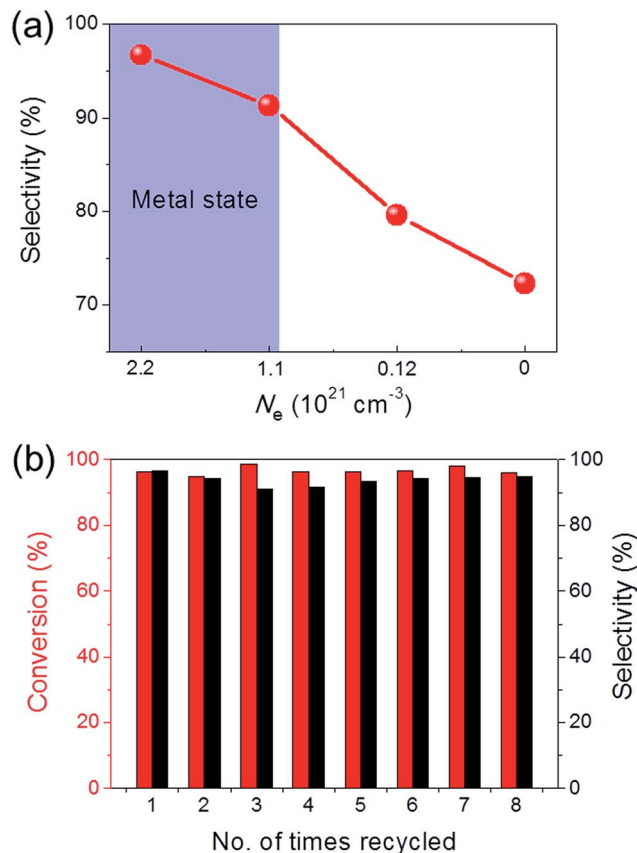 (a)
100
90
80
70
Selectivity (%)
Metal state
2.2 1.1 0.12 0
Nₑ (10²¹ cm⁻³)
(b)
100
80
60
40
20
0
Conversion (%)
100
80
60
40
20
0
Selectivity (%)
1 2 3 4 5 6 7 8
No. of times recycled